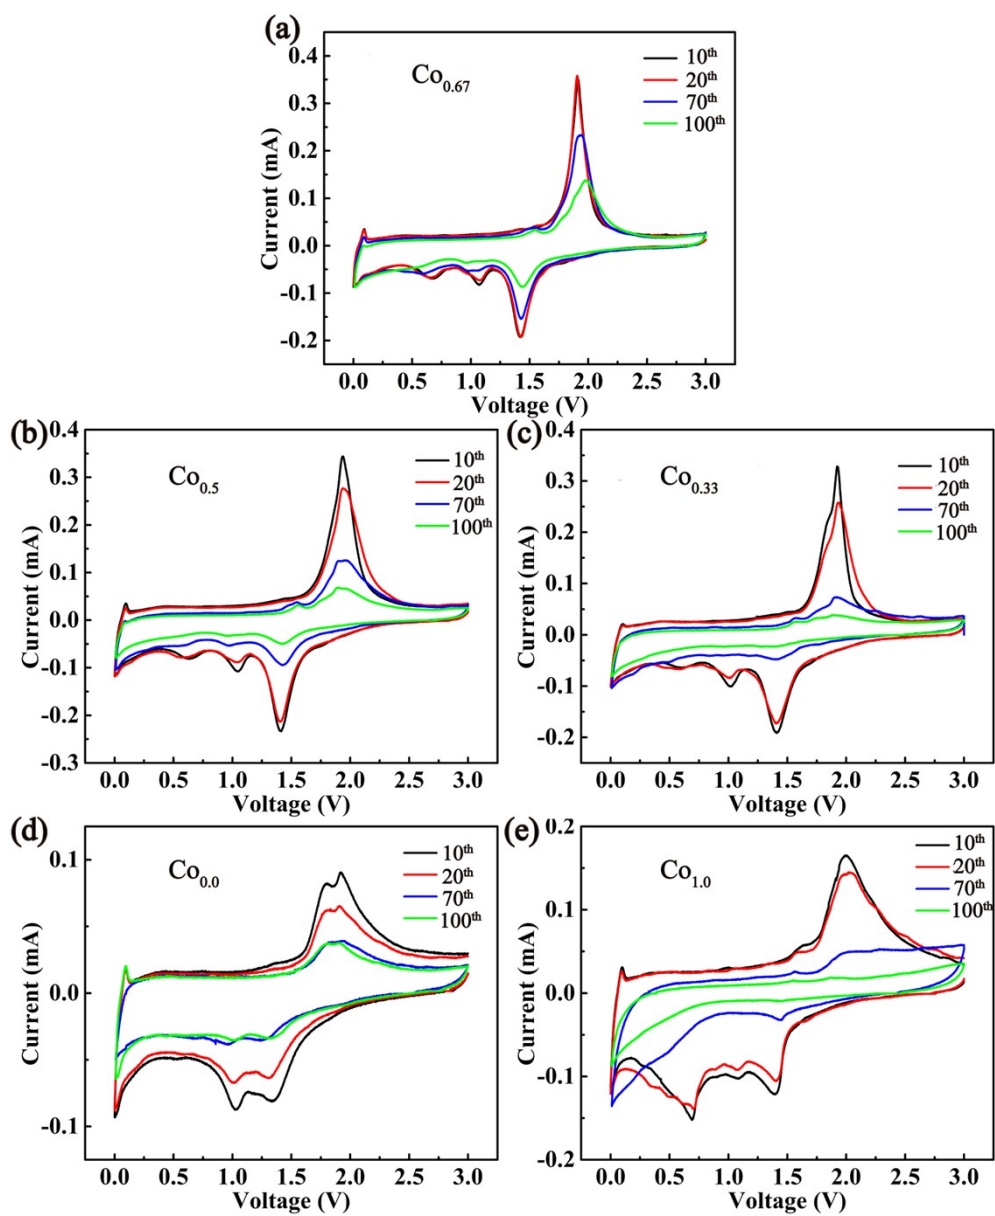 (a)
Co0.67
10th
20th
70th
100th
Current (mA)
0.4
0.3
0.2
0.1
0.0
-0.1
-0.2
0.0 0.5 1.0 1.5 2.0 2.5 3.0
Voltage (V)
(b)
Co0.5
10th
20th
70th
100th
Current (mA)
0.4
0.3
0.2
0.1
0.0
-0.1
-0.2
-0.3
0.0 0.5 1.0 1.5 2.0 2.5 3.0
Voltage (V)
(c)
Co0.33
10th
20th
70th
100th
Current (mA)
0.4
0.3
0.2
0.1
0.0
-0.1
-0.2
0.0 0.5 1.0 1.5 2.0 2.5 3.0
Voltage (V)
(d)
Co0.0
10th
20th
70th
100th
Current (mA)
0.1
0.0
-0.1
0.0 0.5 1.0 1.5 2.0 2.5 3.0
Voltage (V)
(e)
Co1.0
10th
20th
70th
100th
Current (mA)
0.2
0.1
0.0
-0.1
-0.2
0.0 0.5 1.0 1.5 2.0 2.5 3.0
Voltage (V)